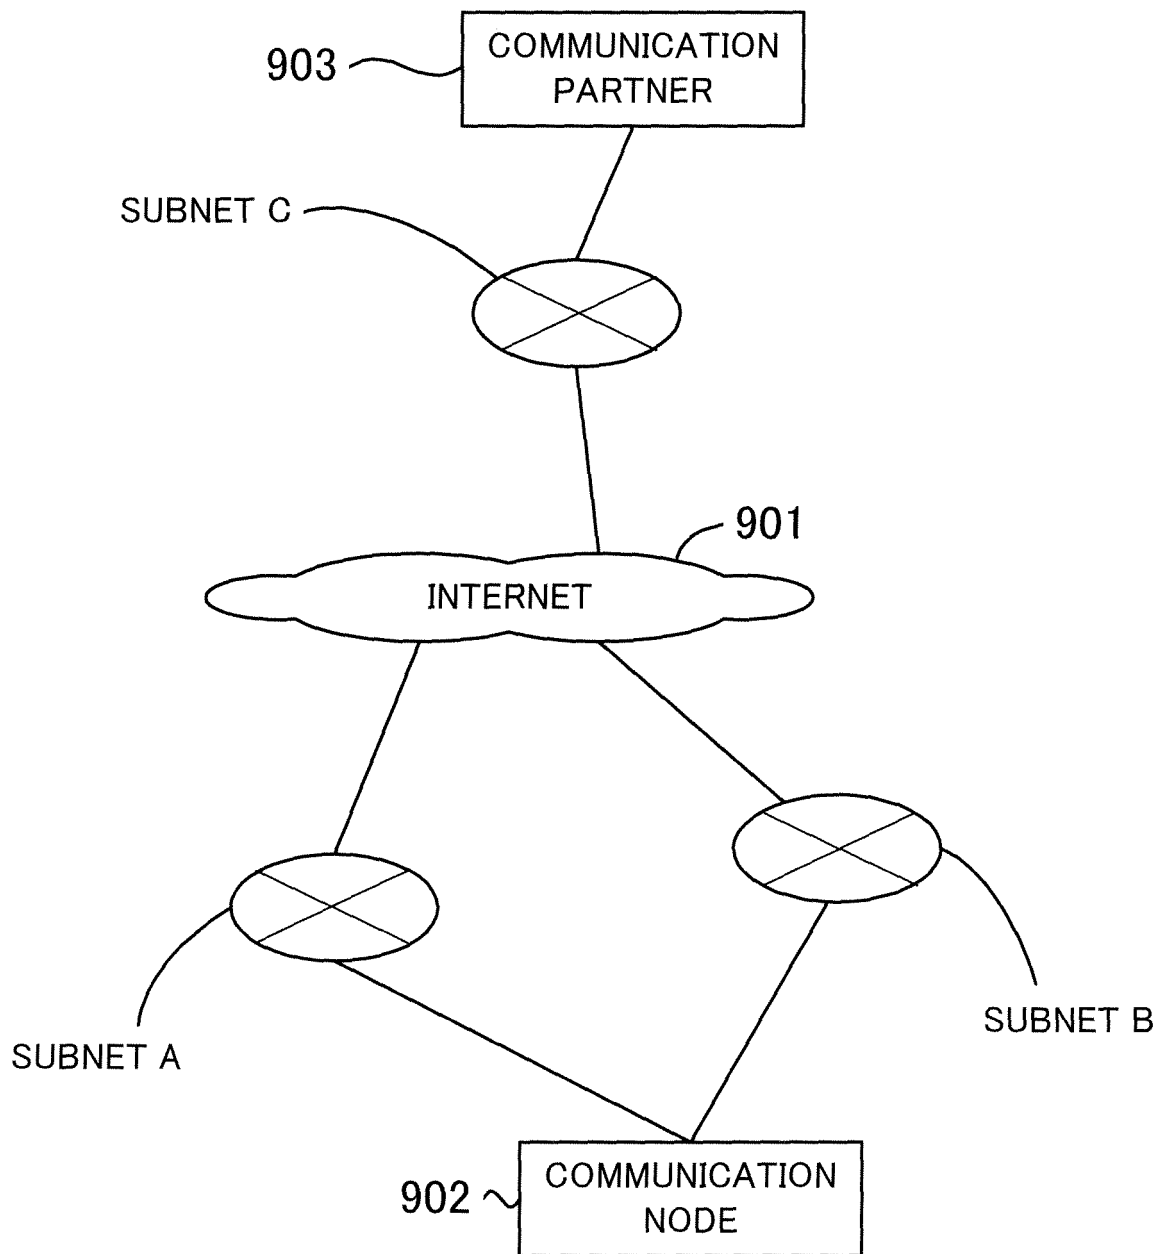 COMMUNICATION
PARTNER
903
SUBNET C
901
INTERNET
SUBNET B
SUBNET A
COMMUNICATION
NODE
902